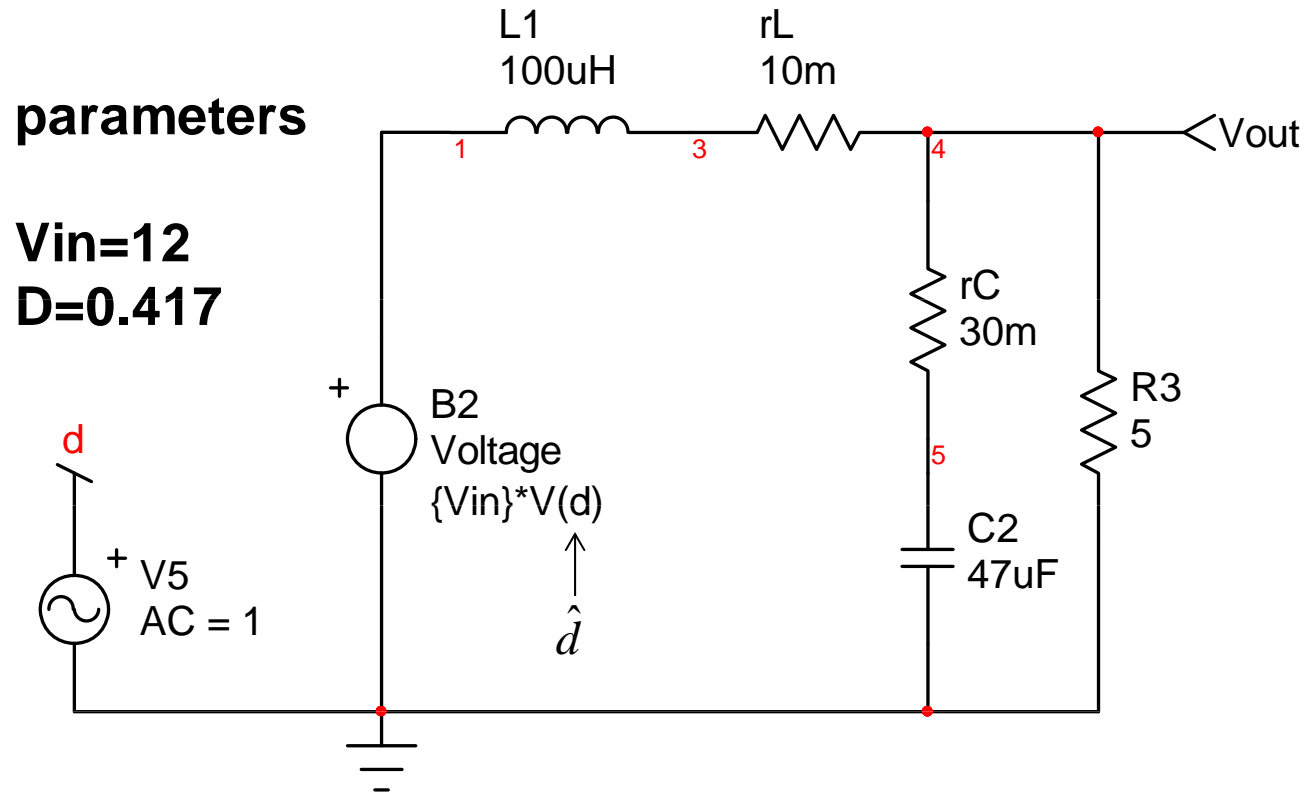 L1
100uH
rL
10m
parameters
1
3
4
Vout
Vin=12
D=0.417
rC
30m
+
B2
Voltage
{Vin}*V(d)
R3
5
d
5
+
V5
AC = 1
C2
47uF
d̂